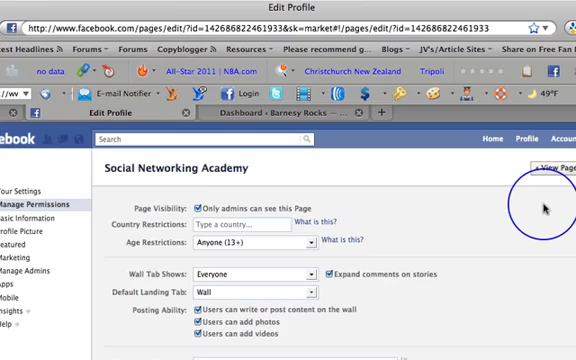 Edit Profile
http://www.facebook.com/pages/edit/?id=142686822461933&sk=market#!/pages/edit/?id=142686822461933
Latest Headlines Forums Forums Copyblogger Resources Please recommend g... Blogs JV's/Article Sites Share on Free Fan
no data All-Star 2011 | NBA.com Christchurch New Zealand Tripoli
://wv E-mail Notifier Login 49°F
Edit Profile Dashboard ‹ Barnesy Rocks —...
cebook Search Home Profile Accoun
Social Networking Academy
‹ View Page
our Settings
Manage Permissions
asic Information
rofile Picture
eatured
arketing
anage Admins
pps
obile
nsights
elp
Page Visibility: Only admins can see this Page
Country Restrictions: Type a country... What is this?
Age Restrictions: Anyone (13+) What is this?
Wall Tab Shows: Everyone Expand comments on stories
Default Landing Tab: Wall
Posting Ability: Users can write or post content on the wall
Users can add photos
Users can add videos